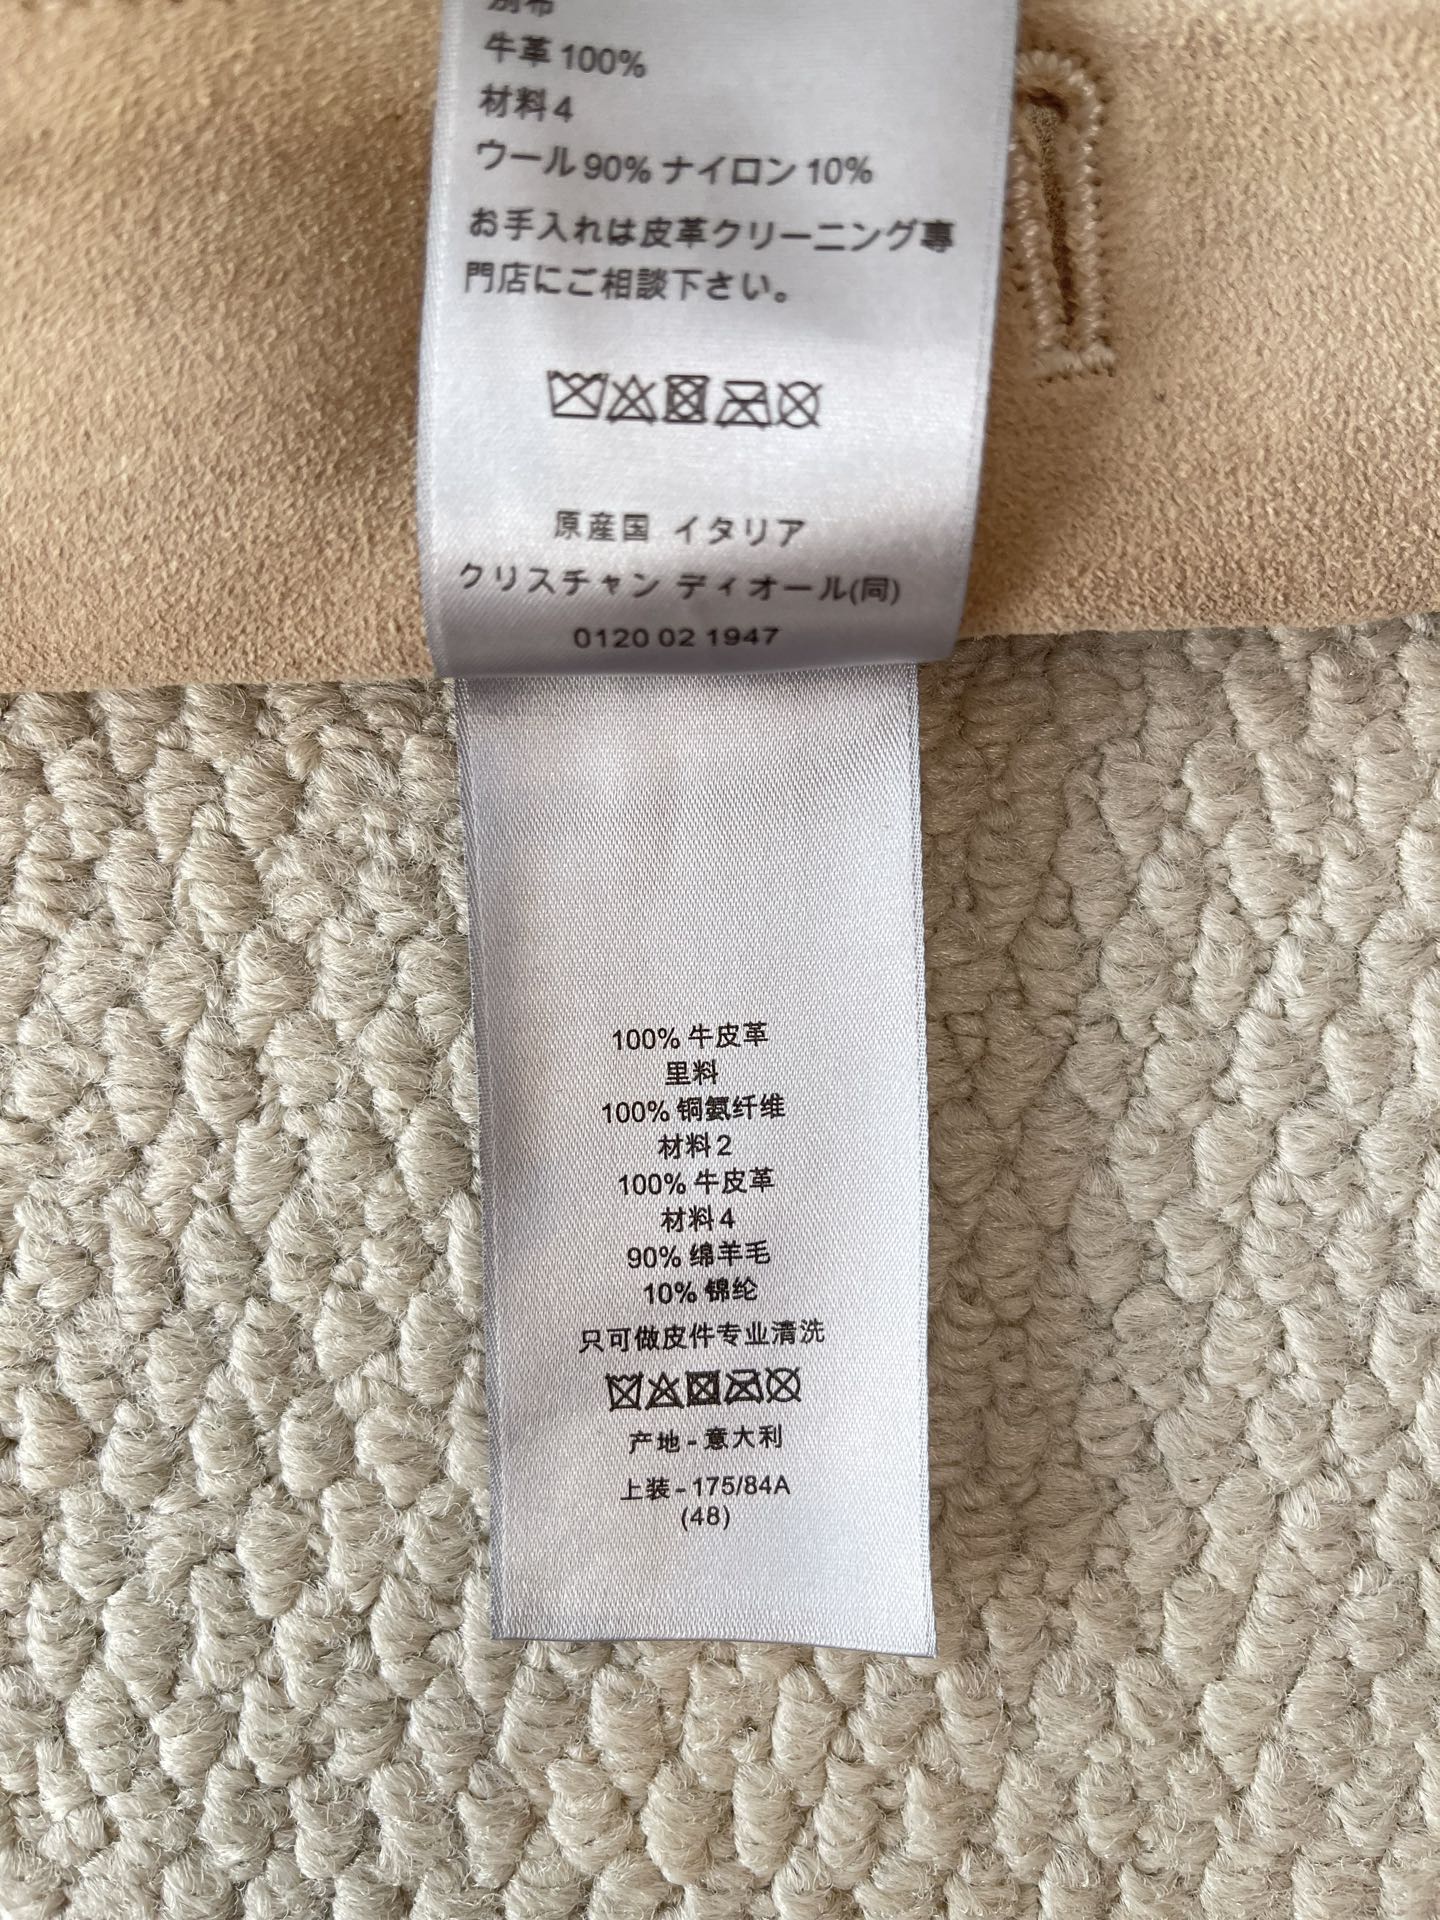 別布
牛革 100%
材料 4
ウール 90% ナイロン 10%
お手入れは皮革クリーニング專
門店にご相談下さい。
原産国 イタリア
クリスチャン ディオール(同)
0120 02 1947
100% 牛皮革
里料
100% 铜氨纤维
材料 2
100% 牛皮革
材料 4
90% 绵羊毛
10% 锦纶
只可做皮件专业清洗
产地 - 意大利
上装 - 175/84A
(48)